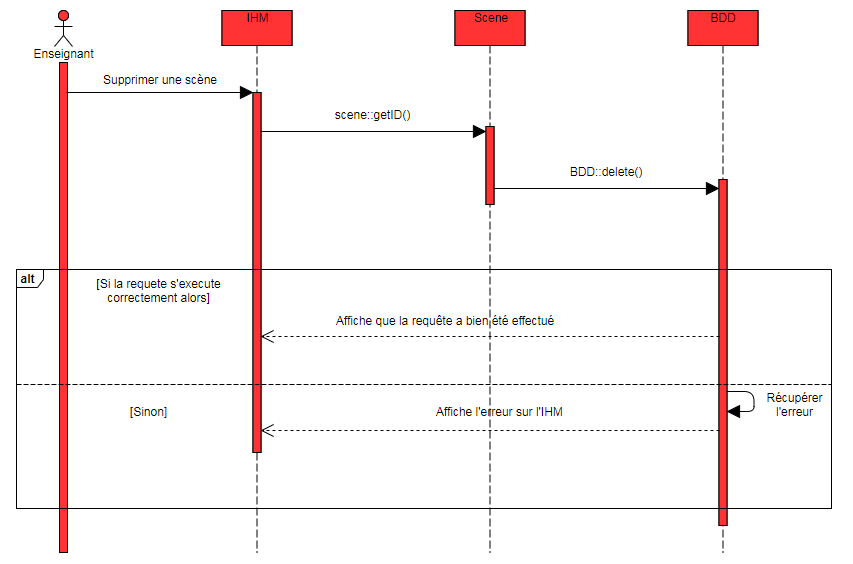 IHM
Scene
BDD
Enseignant
Supprimer une scène
scene::getID()
BDD::delete()
alt
[Si la requete s'execute
correctement alors]
Affiche que la requête a bien été effectué
[Sinon]
Affiche l'erreur sur l'IHM
Récupérer
l'erreur